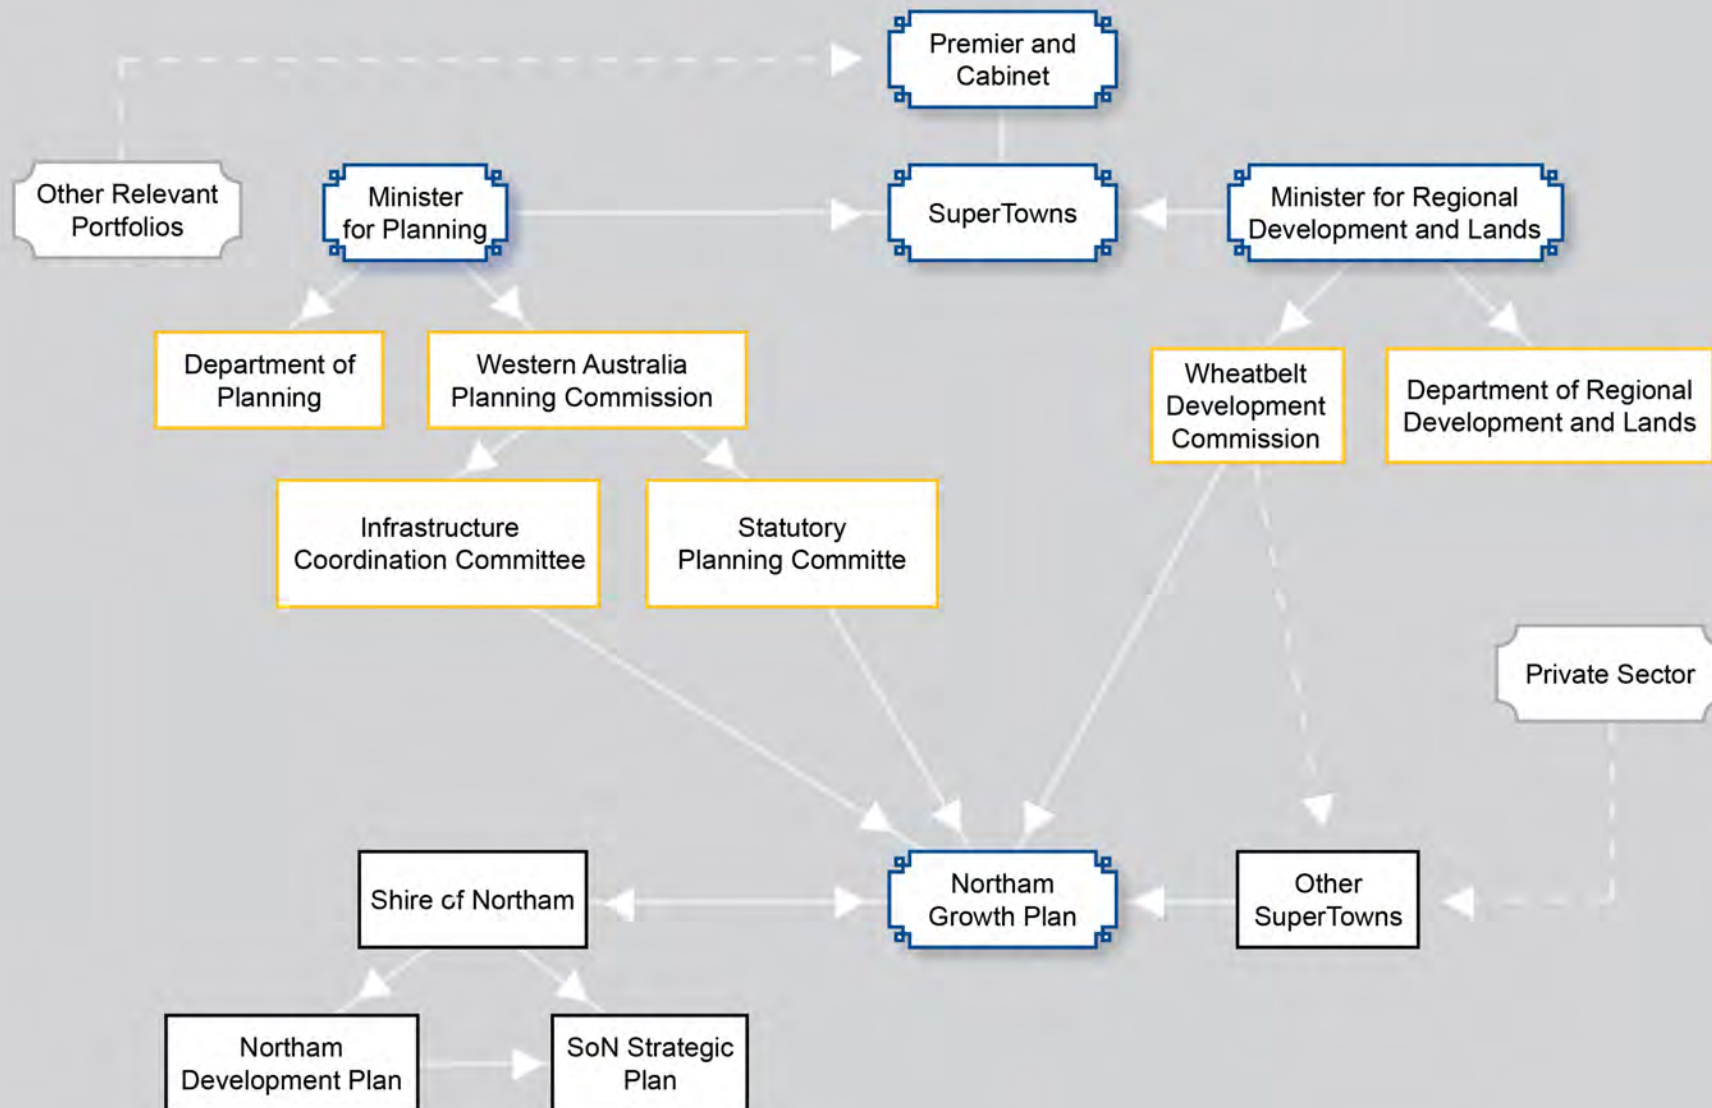 Premier and
Cabinet
Other Relevant
Portfolios
Minister
for Planning
SuperTowns
Minister for Regional
Development and Lands
Department of
Planning
Western Australia
Planning Commission
Wheatbelt
Development
Commission
Department of Regional
Development and Lands
Infrastructure
Coordination Committee
Statutory
Planning Committe
Private Sector
Shire of Northam
Northam
Growth Plan
Other
SuperTowns
Northam
Development Plan
SoN Strategic
Plan